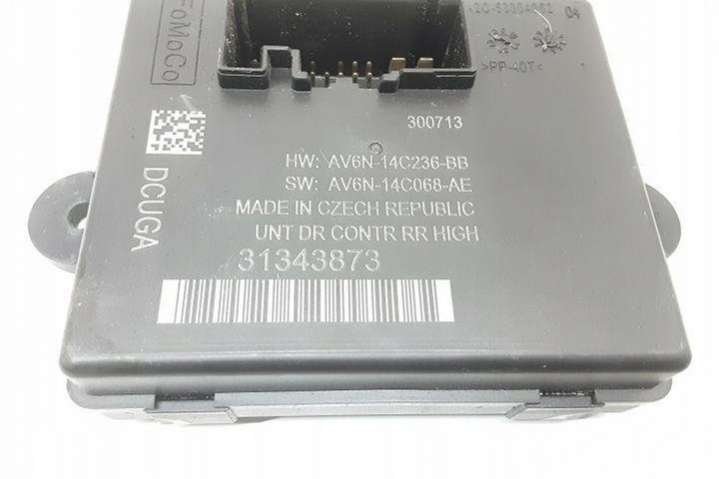 FoMoCo
04
>PP-40T<
300713
HW: AV6N-14C236-BB
SW: AV6N-14C068-AE
MADE IN CZECH REPUBLIC
UNT DR CONTR RR HIGH
31343873
DCUGA